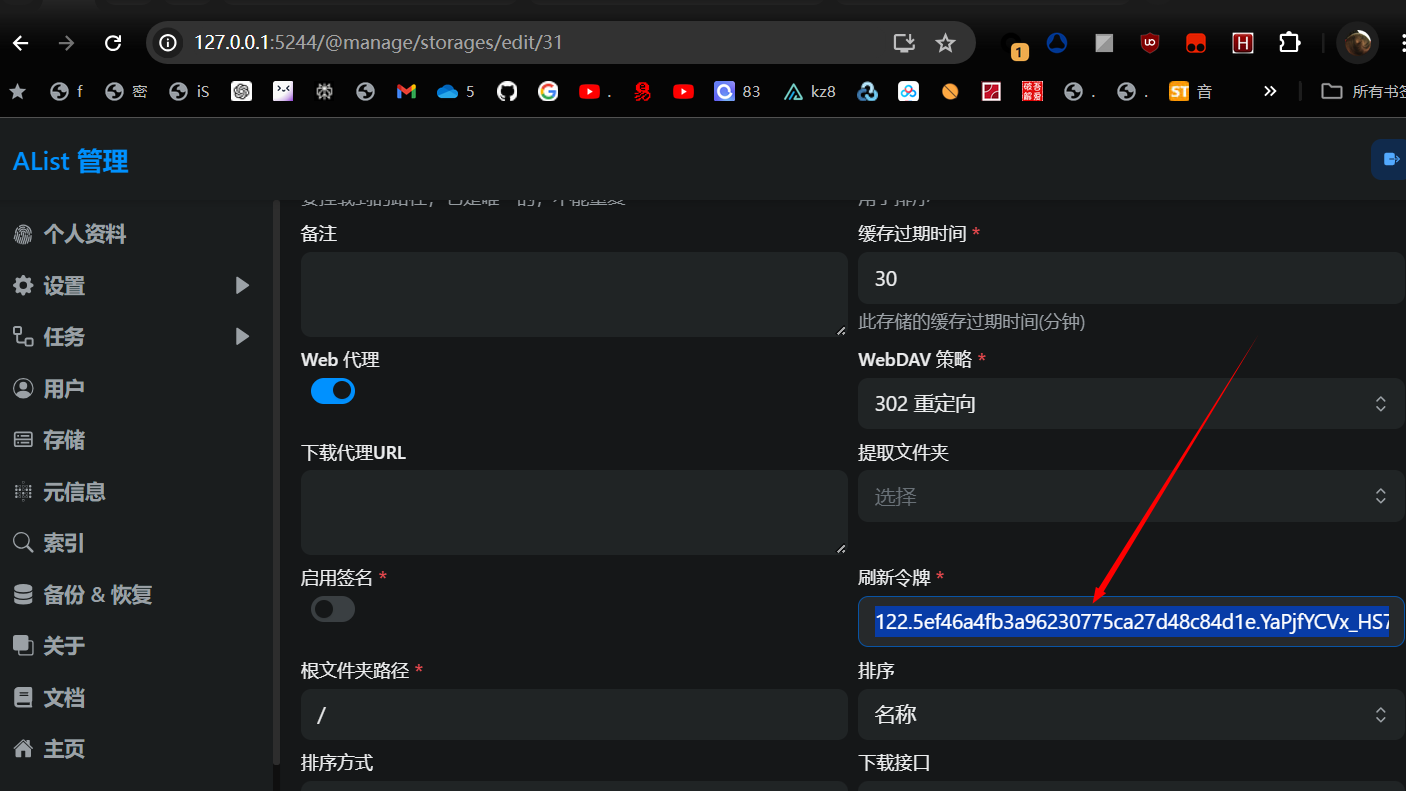 127.0.0.1:5244/@manage/storages/edit/31
1
f 密 iS 5 . 83 kz8 . . ST 音 所有书签
AList 管理
个人资料
设置
任务
用户
存储
元信息
索引
备份 & 恢复
关于
文档
主页
备注
缓存过期时间 *
30
此存储的缓存过期时间(分钟)
Web 代理
WebDAV 策略 *
302 重定向
下载代理URL
提取文件夹
选择
启用签名 *
刷新令牌 *
122.5ef46a4fb3a96230775ca27d48c84d1e.YaPjfYCVx_HS7
根文件夹路径 *
/
排序
名称
排序方式
下载接口